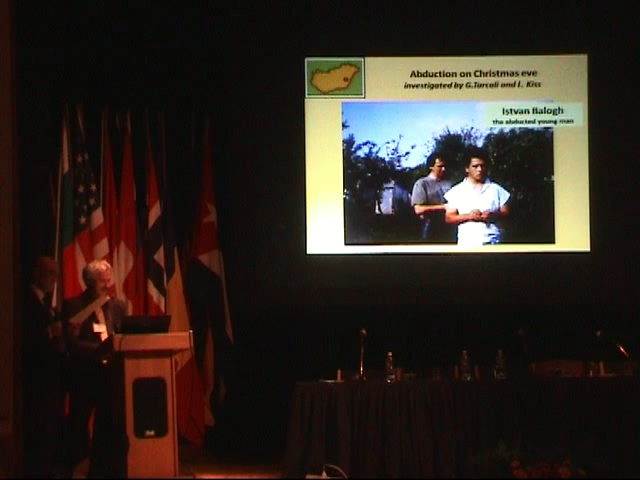 Abduction on Christmas eve
investigated by G.Tarcali and I. Kiss
Istvan Balogh
the abducted young man